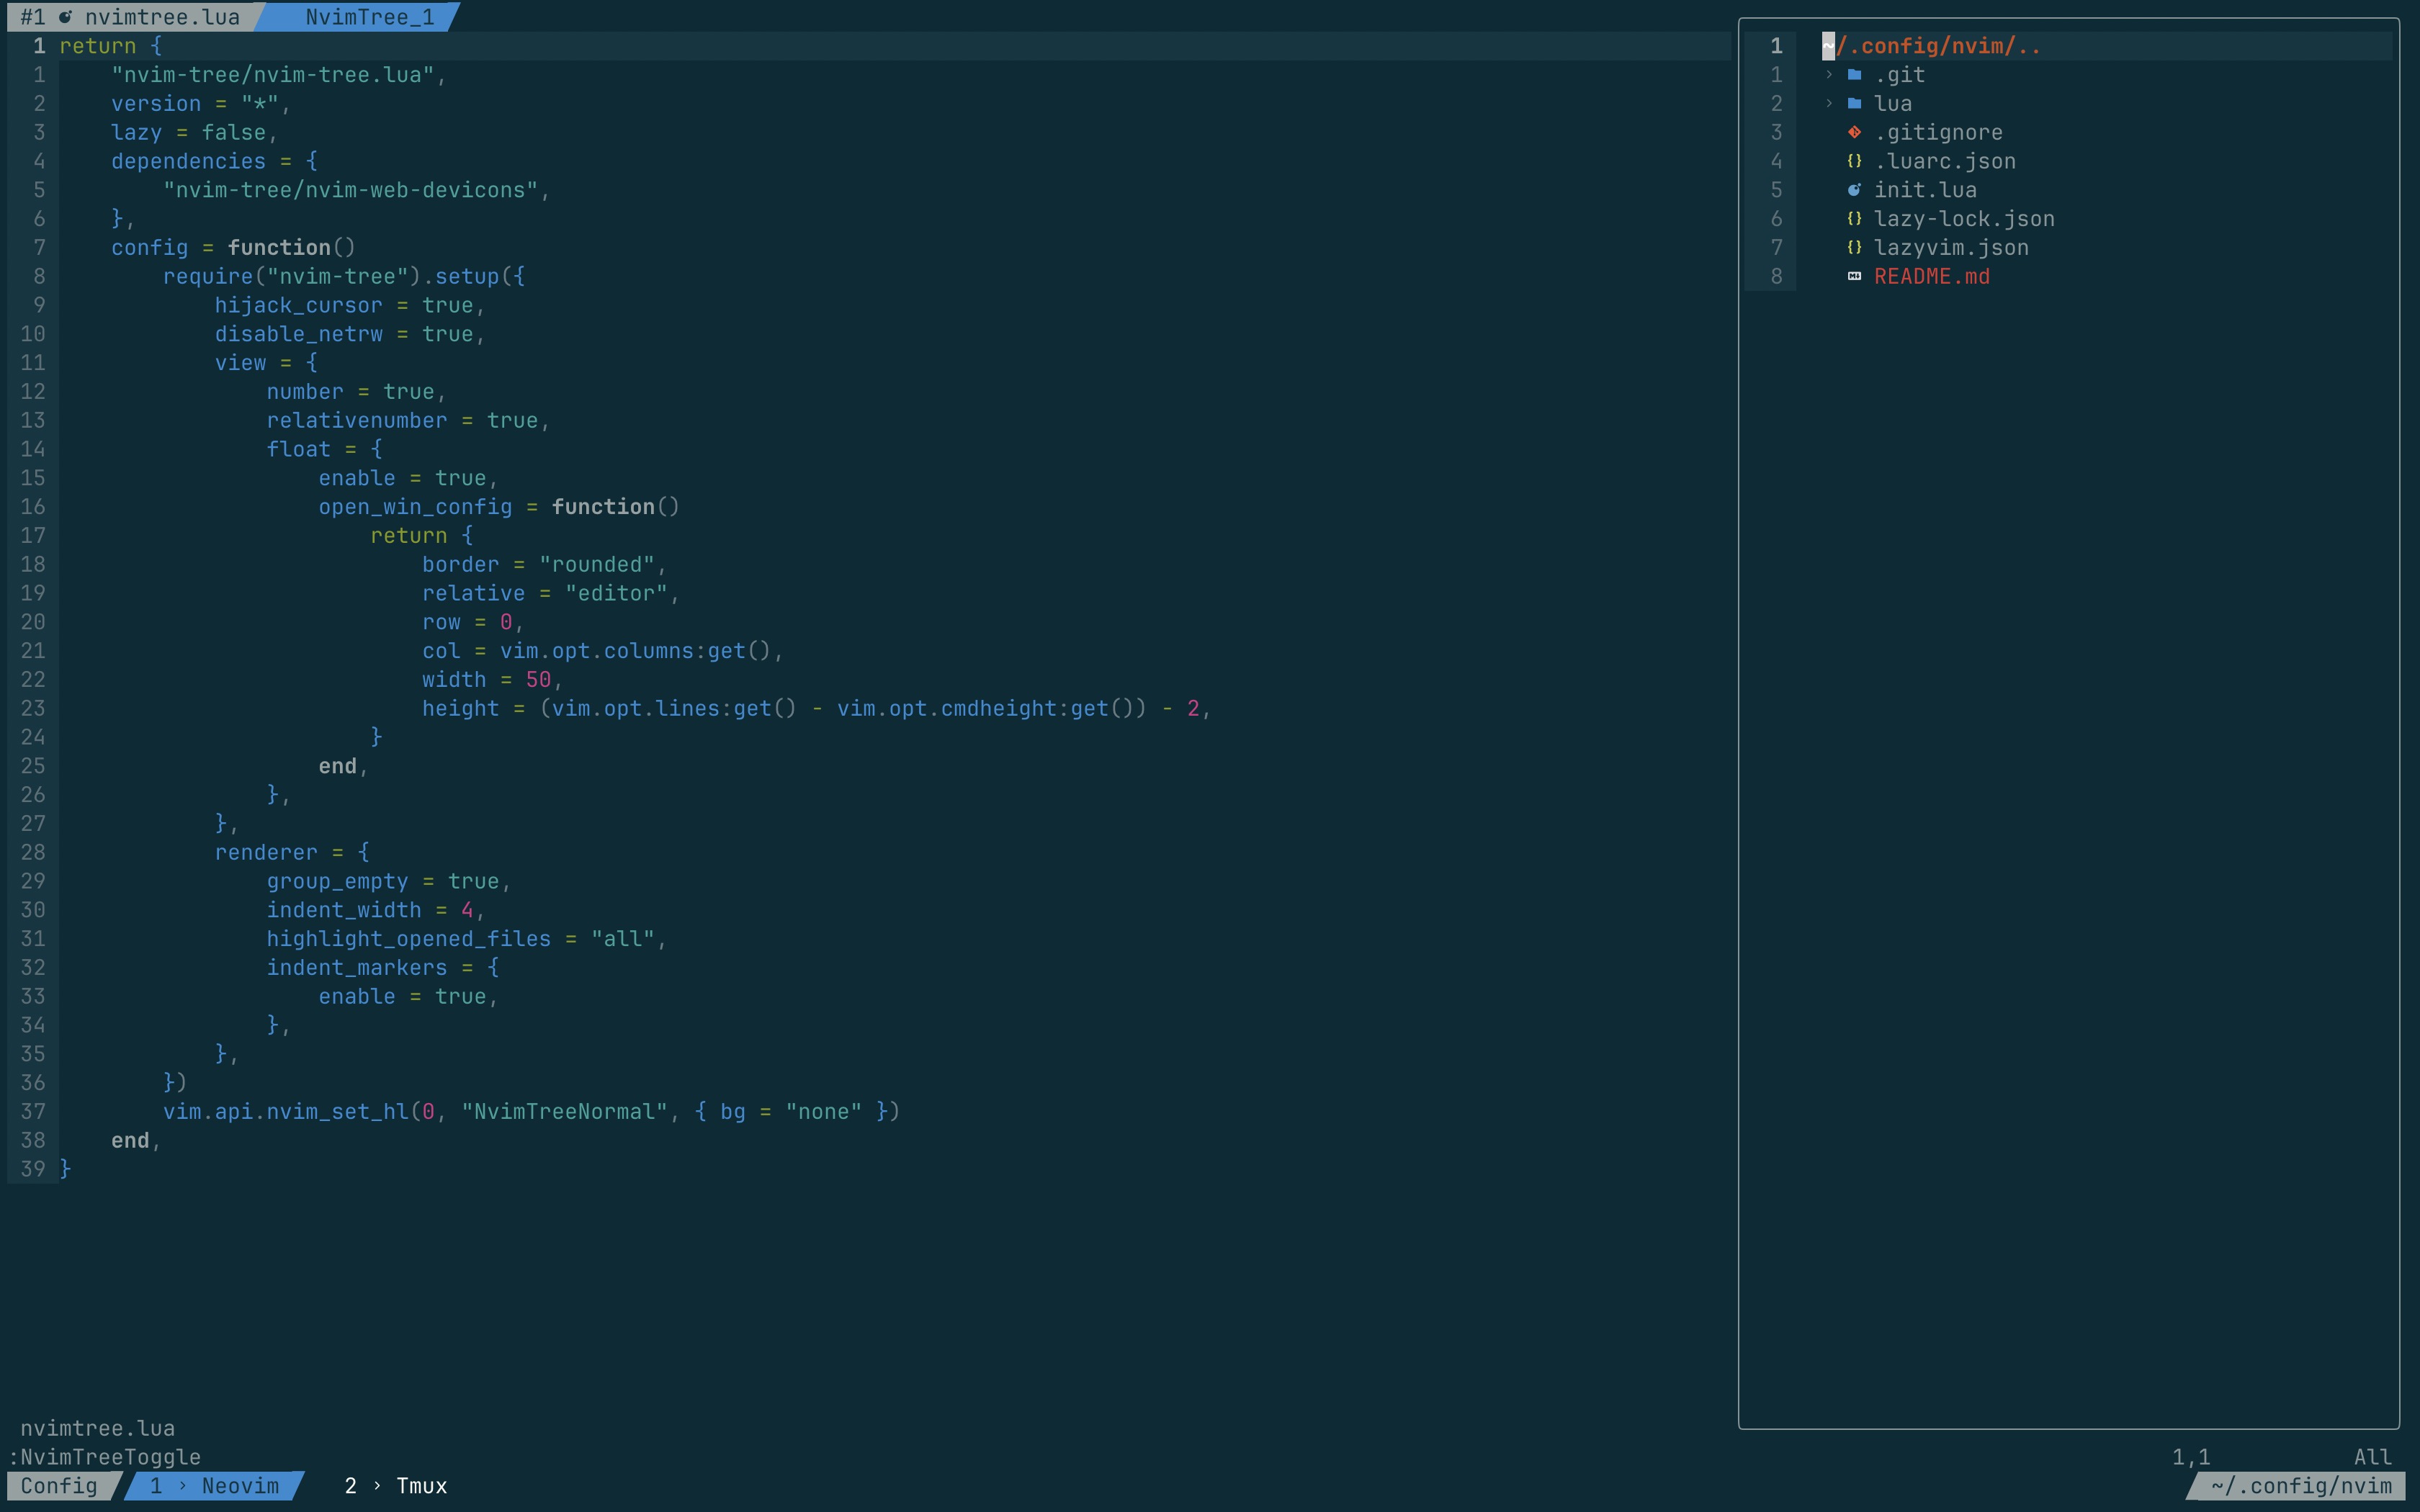 #1 nvimtree.lua NvimTree_1
1 return {
1     "nvim-tree/nvim-tree.lua",
2     version = "*",
3     lazy = false,
4     dependencies = {
5         "nvim-tree/nvim-web-devicons",
6     },
7     config = function()
8         require("nvim-tree").setup({
9             hijack_cursor = true,
10             disable_netrw = true,
11             view = {
12                 number = true,
13                 relativenumber = true,
14                 float = {
15                     enable = true,
16                     open_win_config = function()
17                         return {
18                             border = "rounded",
19                             relative = "editor",
20                             row = 0,
21                             col = vim.opt.columns:get(),
22                             width = 50,
23                             height = (vim.opt.lines:get() - vim.opt.cmdheight:get()) - 2,
24                         }
25                     end,
26                 },
27             },
28             renderer = {
29                 group_empty = true,
30                 indent_width = 4,
31                 highlight_opened_files = "all",
32                 indent_markers = {
33                     enable = true,
34                 },
35             },
36         })
37         vim.api.nvim_set_hl(0, "NvimTreeNormal", { bg = "none" })
38     end,
39 }
1 ~/.config/nvim/..
1 > .git
2 > lua
3 .gitignore
4 {} .luarc.json
5 init.lua
6 {} lazy-lock.json
7 {} lazyvim.json
8 README.md
nvimtree.lua
:NvimTreeToggle 1,1 All
Config 1 > Neovim 2 > Tmux ~/.config/nvim